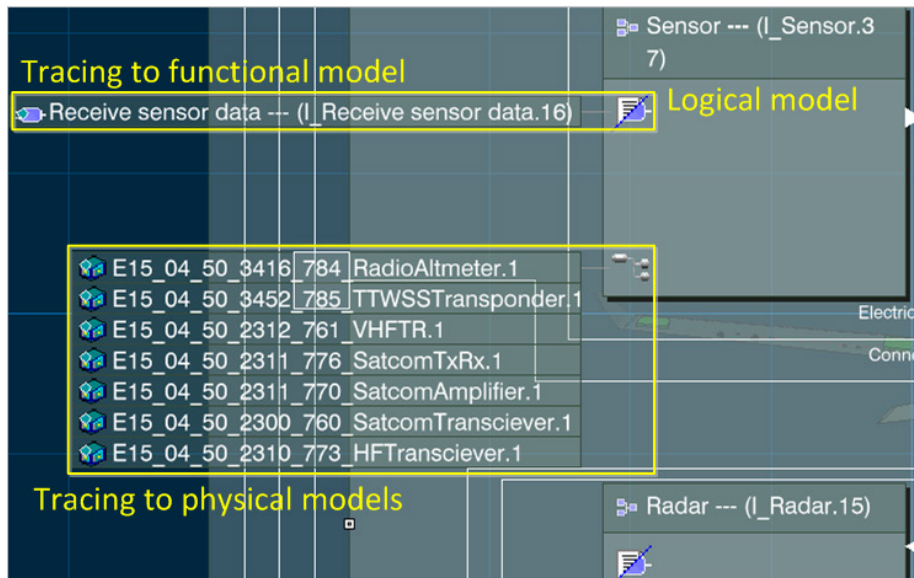 Sensor --- (I_Sensor.3
7)
Tracing to functional model
Receive sensor data --- (I_Receive sensor data.16)
Logical model
E15_04_50_3416_784_RadioAltmeter.1
E15_04_50_3452_785_TTWSSTransponder.1
E15_04_50_2312_761_VHFTR.1
E15_04_50_2311_776_SatcomTxRx.1
E15_04_50_2311_770_SatcomAmplifier.1
E15_04_50_2300_760_SatcomTransciever.1
E15_04_50_2310_773_HFTransciever.1
Electric
Conne
Tracing to physical models
Radar --- (I_Radar.15)